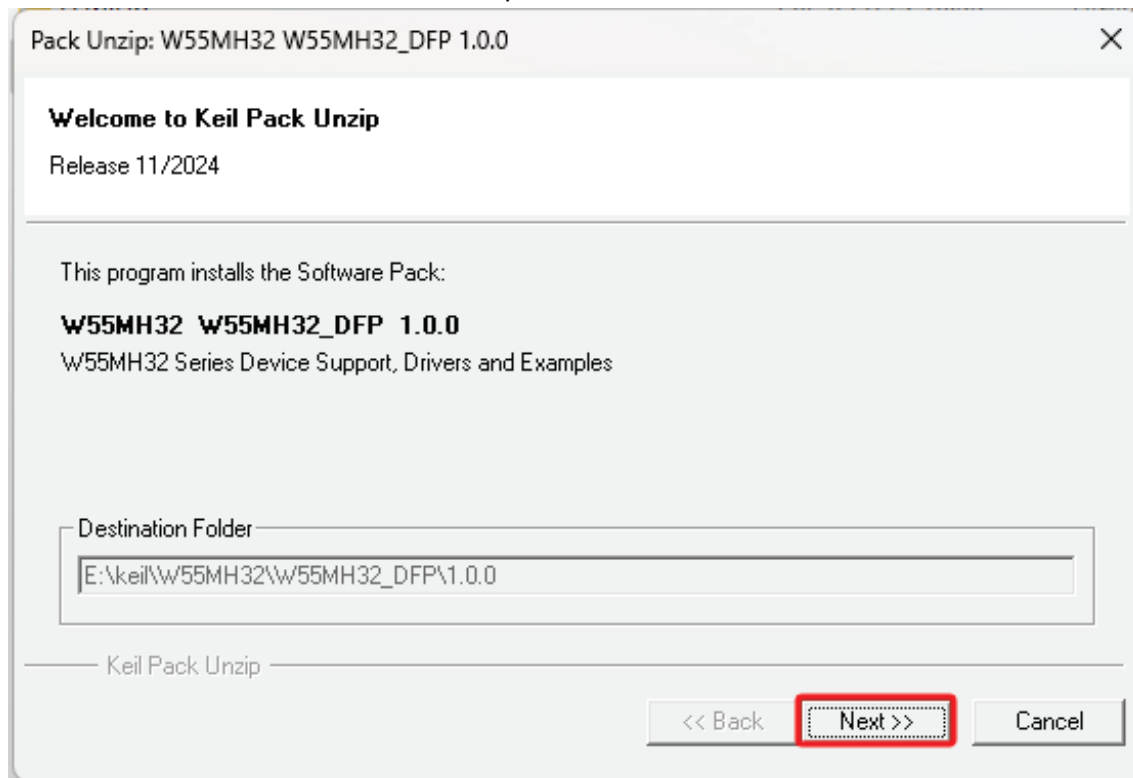 Pack Unzip: W55MH32 W55MH32_DFP 1.0.0
Welcome to Keil Pack Unzip
Release 11/2024
This program installs the Software Pack:
W55MH32 W55MH32_DFP 1.0.0
W55MH32 Series Device Support, Drivers and Examples
Destination Folder
E:\keil\W55MH32\W55MH32_DFP\1.0.0
Keil Pack Unzip
<< Back Next >> Cancel